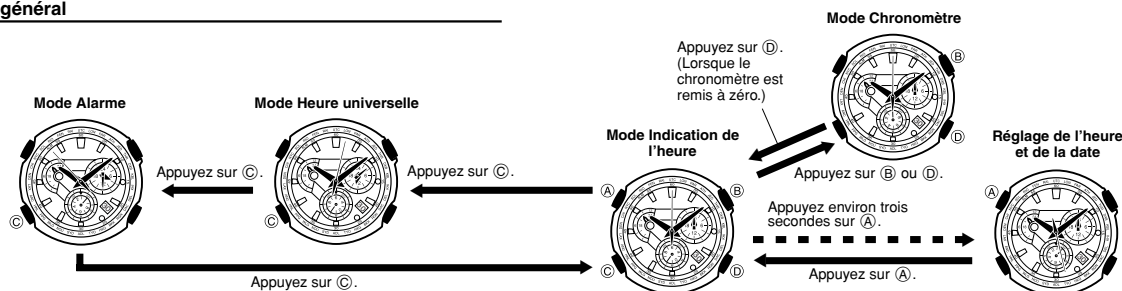 général
Mode Chronomètre
Appuyez sur Ⓓ.
(Lorsque le
chronomètre est
remis à zéro.)
Ⓑ
Ⓓ
Mode Alarme
Mode Heure universelle
Mode Indication de
l’heure
Réglage de l’heure
et de la date
Appuyez sur Ⓒ.
Appuyez sur Ⓒ.
Appuyez sur Ⓑ ou Ⓓ.
Ⓐ
Ⓑ
Ⓐ
Appuyez environ trois
secondes sur Ⓐ.
Ⓒ
Ⓒ
Ⓒ
Ⓓ
Appuyez sur Ⓒ.
Appuyez sur Ⓐ.